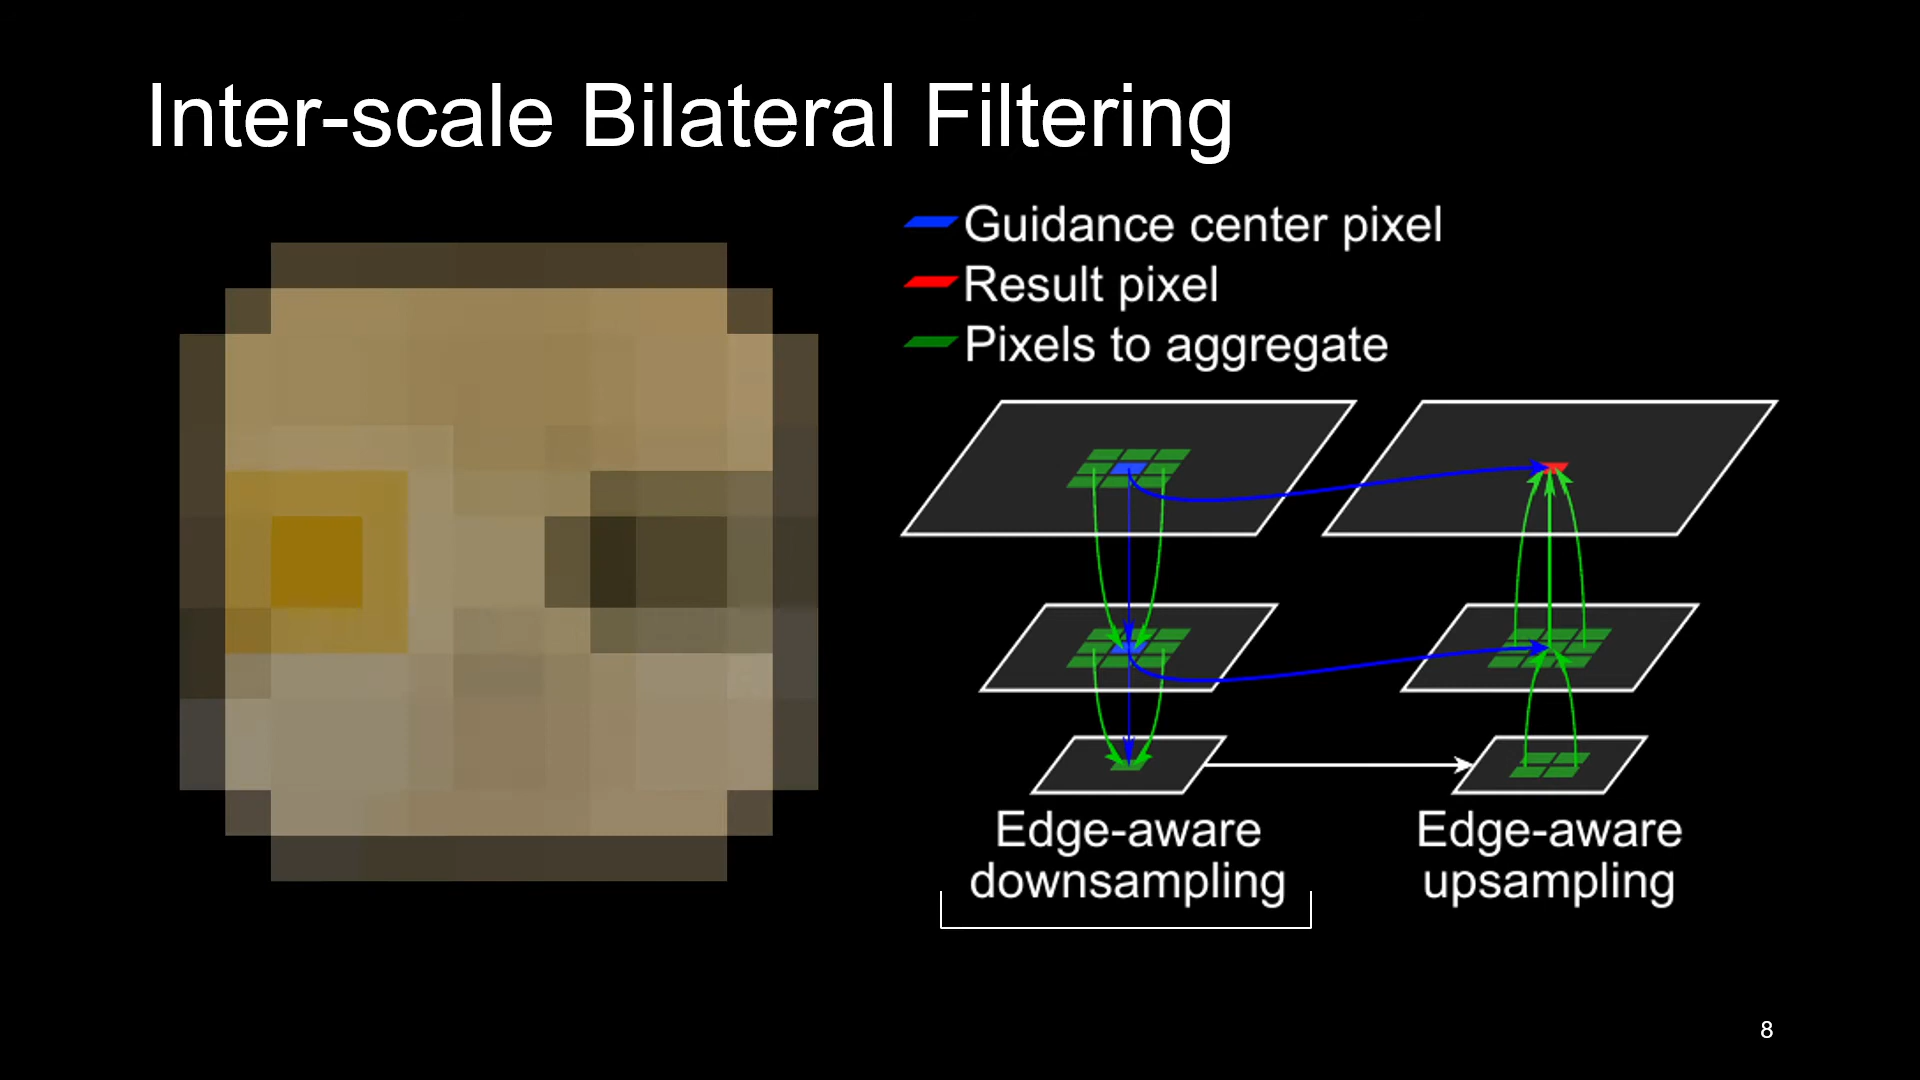 Inter-scale Bilateral Filtering
Guidance center pixel
Result pixel
Pixels to aggregate
Edge-aware
downsampling
Edge-aware
upsampling
8